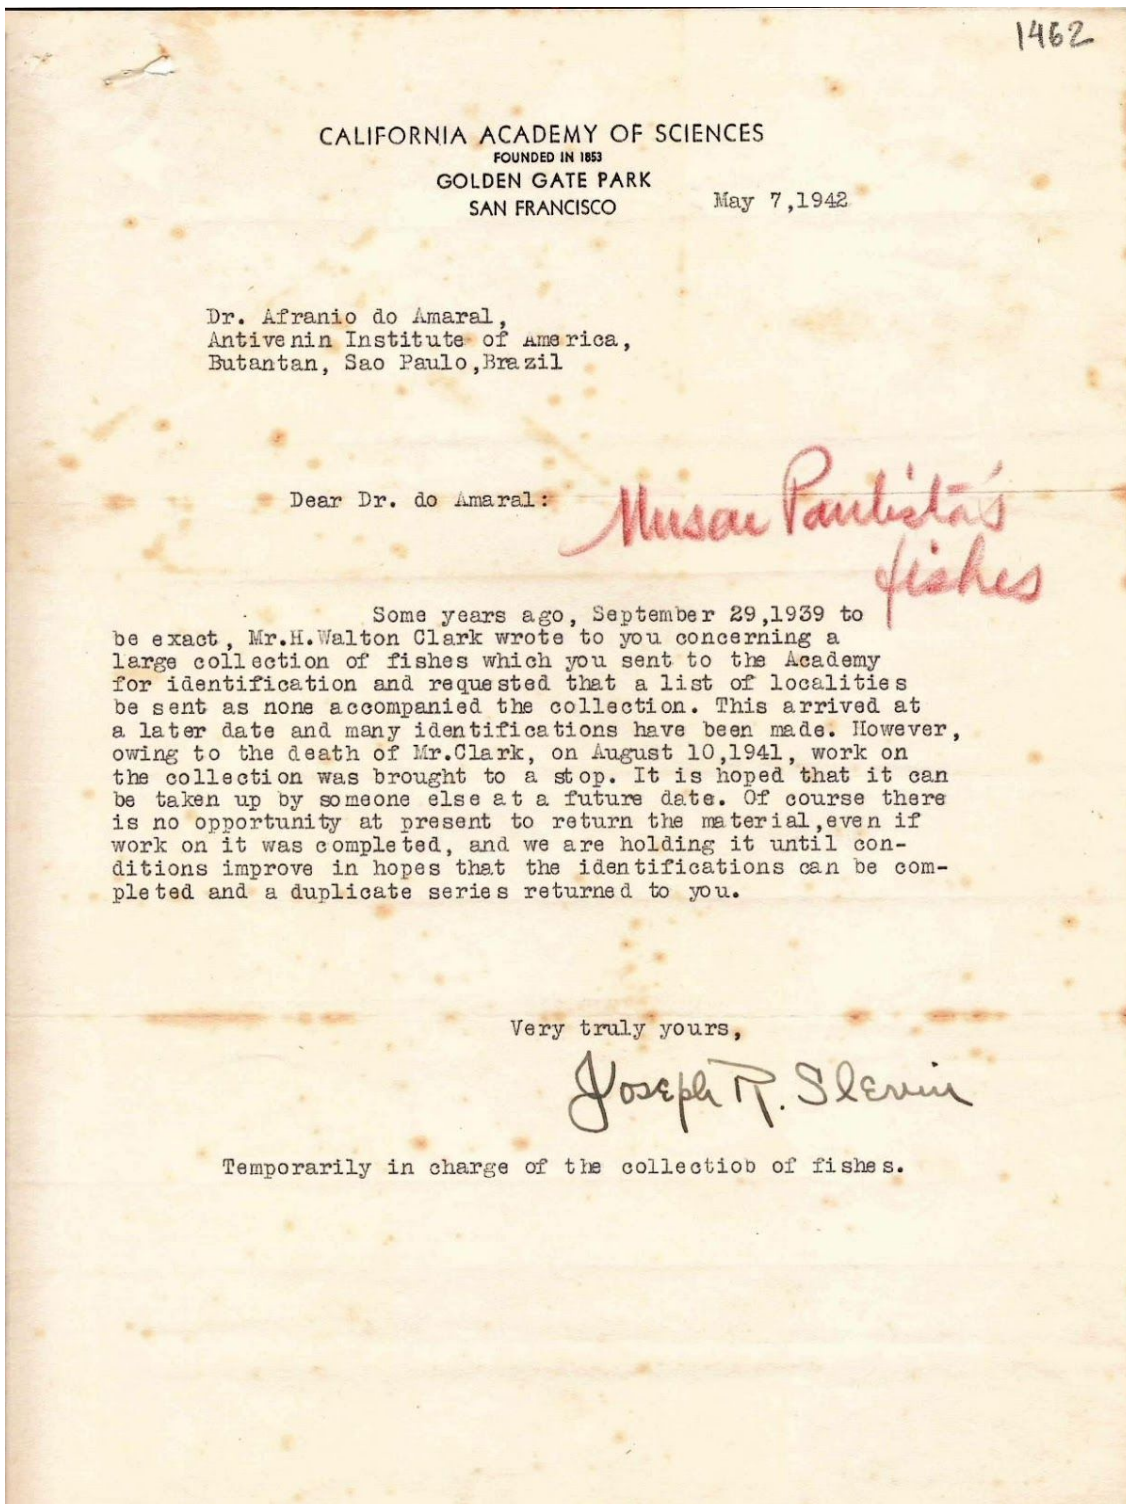 1462
CALIFORNIA ACADEMY OF SCIENCES
FOUNDED IN 1853
GOLDEN GATE PARK
SAN FRANCISCO
May 7,1942
Dr. Afranio do Amaral,
Antivenin Institute of America,
Butantan, Sao Paulo,Brazil
Dear Dr. do Amaral:
Museu Paulista's
fishes
Some years ago, September 29,1939 to
be exact, Mr.H.Walton Clark wrote to you concerning a
large collection of fishes which you sent to the Academy
for identification and requested that a list of localities
be sent as none accompanied the collection. This arrived at
a later date and many identifications have been made. However,
owing to the death of Mr.Clark, on August 10,1941, work on
the collection was brought to a stop. It is hoped that it can
be taken up by someone else at a future date. Of course there
is no opportunity at present to return the material,even if
work on it was completed, and we are holding it until con-
ditions improve in hopes that the identifications can be com-
pleted and a duplicate series returned to you.
Very truly yours,
Joseph R. Slevin
Temporarily in charge of the collectiob of fishes.